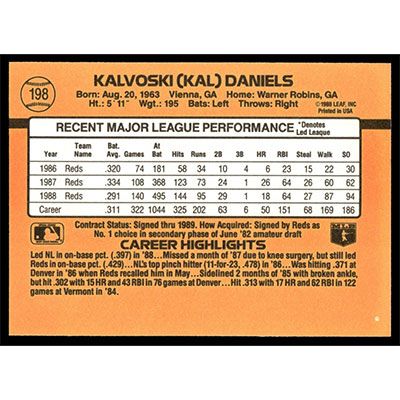 198
KALVOSKI (KAL) DANIELS
Born: Aug. 20, 1963 Vienna, GA Home: Warner Robins, GA
Ht.: 5 ' 11" Wgt.: 195 Bats: Left Throws: Right ©1988 LEAF, INC.
PRINTED IN U.S.A.
RECENT MAJOR LEAGUE PERFORMANCE *Denotes
Led League
Year Team Name Bat. Avg. Games At Bat Hits Runs 2B 3B HR RBI Steal Walk SO
1986 Reds .320 74 181 58 34 10 4 6 23 15 22 30
1987 Reds .334 108 368 123 73 24 1 26 64 26 60 62
1988 Reds .291 140 495 144 95 29 1 18 64 27 87 94
Career .311 322 1044 325 202 63 6 50 151 68 169 186
Contract Status: Signed thru 1989. How Acquired: Signed by Reds as
No. 1 choice in secondary phase of June '82 amateur draft
CAREER HIGHLIGHTS
Led NL in on-base pct. (.397) in '88...Missed a month of '87 due to knee surgery, but still led
Reds in on-base pct. (.429)...NL's top pinch hitter (11-for-23, .478) in '86...Was hitting .371 at
Denver in '86 when Reds recalled him in May...Sidelined 2 months of '85 with broken ankle,
but hit .302 with 15 HR and 43 RBI in 76 games at Denver...Hit .313 with 17 HR and 62 RBI in 122
games at Vermont in '84.